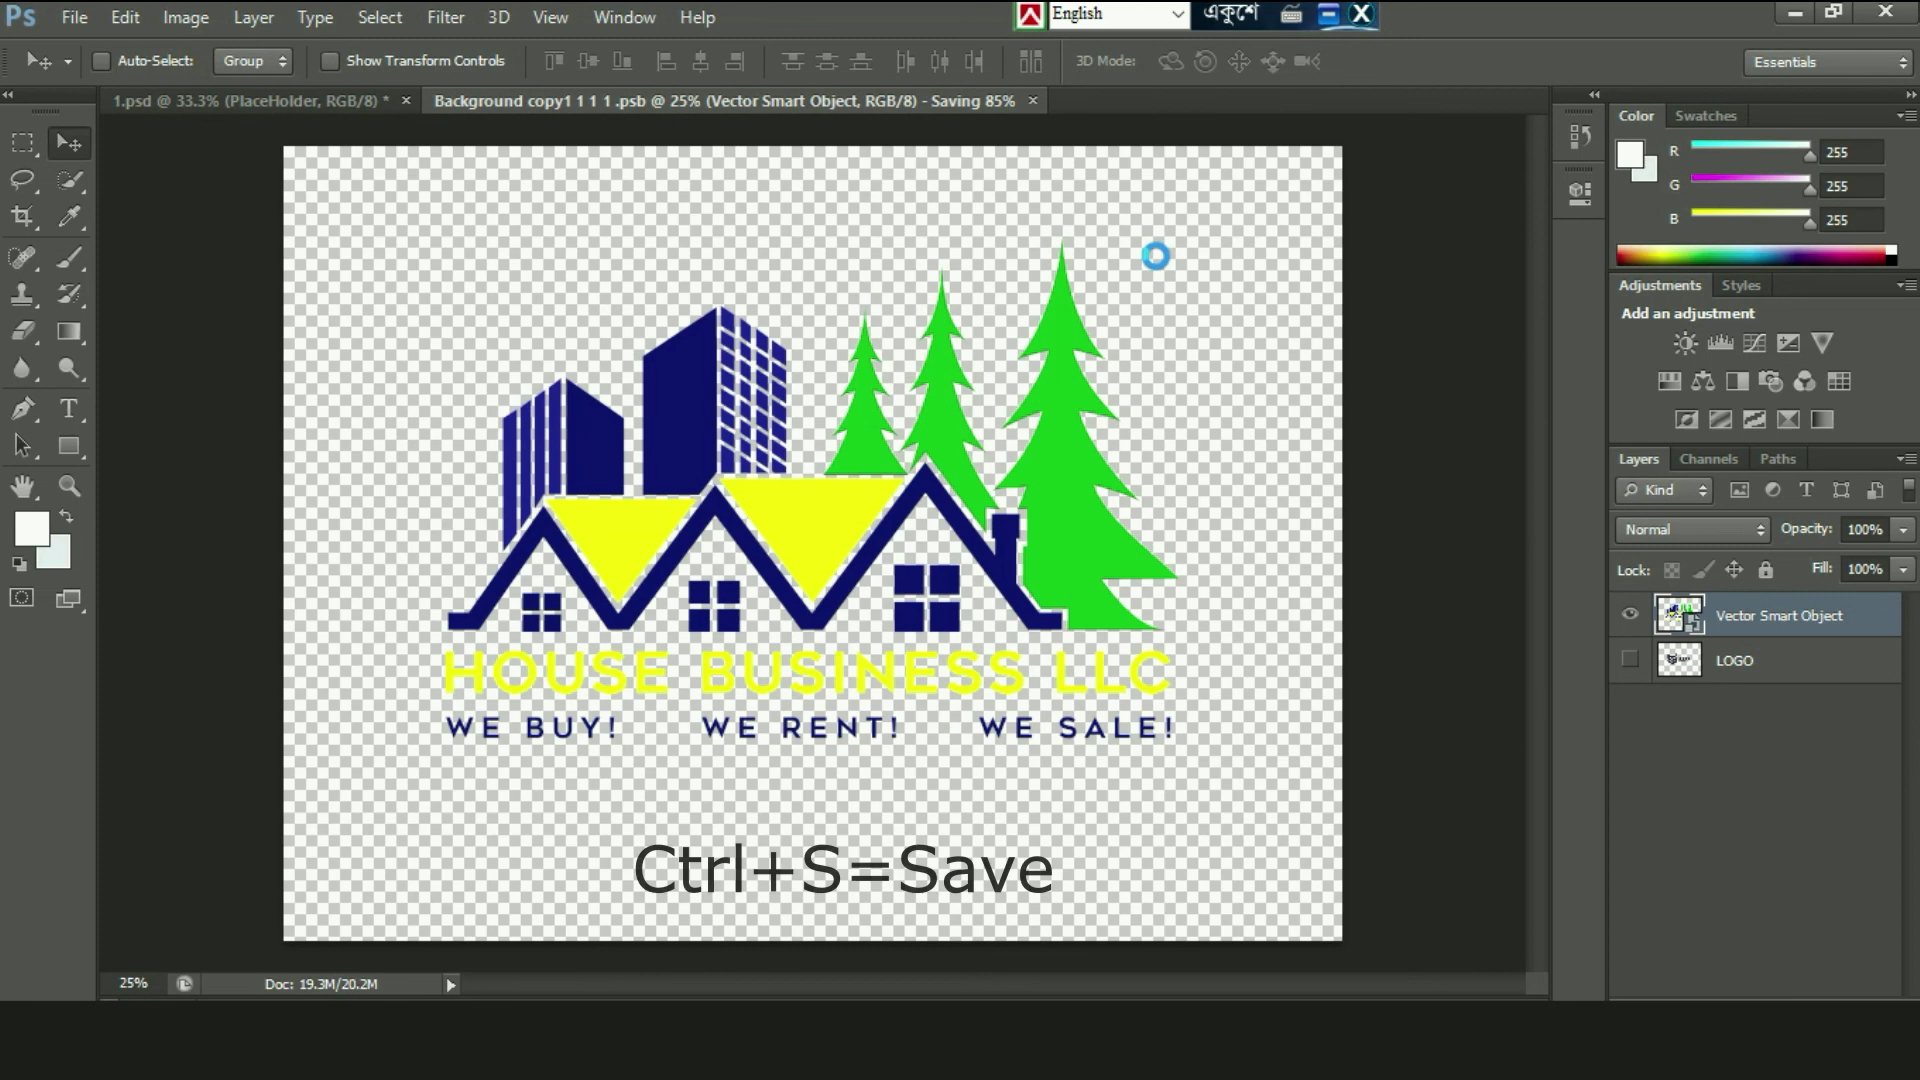 Ps File Edit Image Layer Type Select Filter 3D View Window Help
English
একুশে
Auto-Select: Group Show Transform Controls 3D Mode: Essentials
1.psd @ 33.3% (PlaceHolder, RGB/8) * × Background copy1 1 1 1 .psb @ 25% (Vector Smart Object, RGB/8) - Saving 85% ×
Color Swatches
R 255
G 255
B 255
Adjustments Styles
Add an adjustment
Layers Channels Paths
Kind
Normal Opacity: 100%
Lock: Fill: 100%
Vector Smart Object
LOGO
HOUSE BUSINESS LLC
WE BUY! WE RENT! WE SALE!
Ctrl+S=Save
25% Doc: 19.3M/20.2M